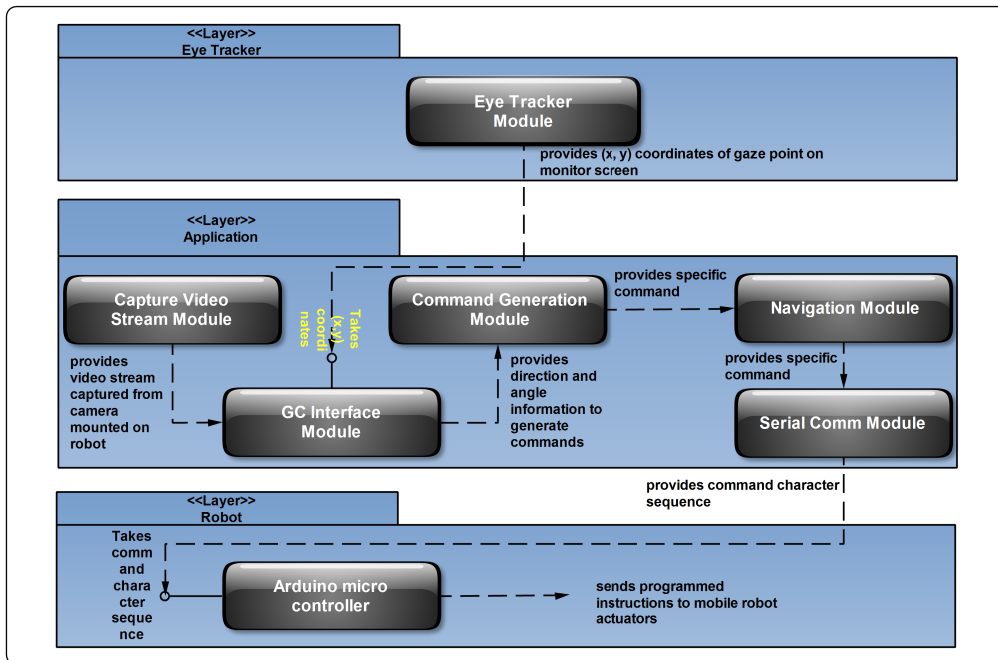 <<Layer>>
Eye Tracker
Eye Tracker
Module
provides (x, y) coordinates of gaze point on
monitor screen
<<Layer>>
Application
Capture Video
Stream Module
Takes
(x,y)
coordi
nates
Command Generation
Module
provides specific
command
Navigation Module
provides
video stream
captured from
camera
mounted on
robot
GC Interface
Module
provides
direction and
angle
information to
generate
commands
provides specific
command
Serial Comm Module
provides command character
sequence
<<Layer>>
Robot
Takes
comm
and
chara
cter
seque
nce
Arduino micro
controller
sends programmed
instructions to mobile robot
actuators